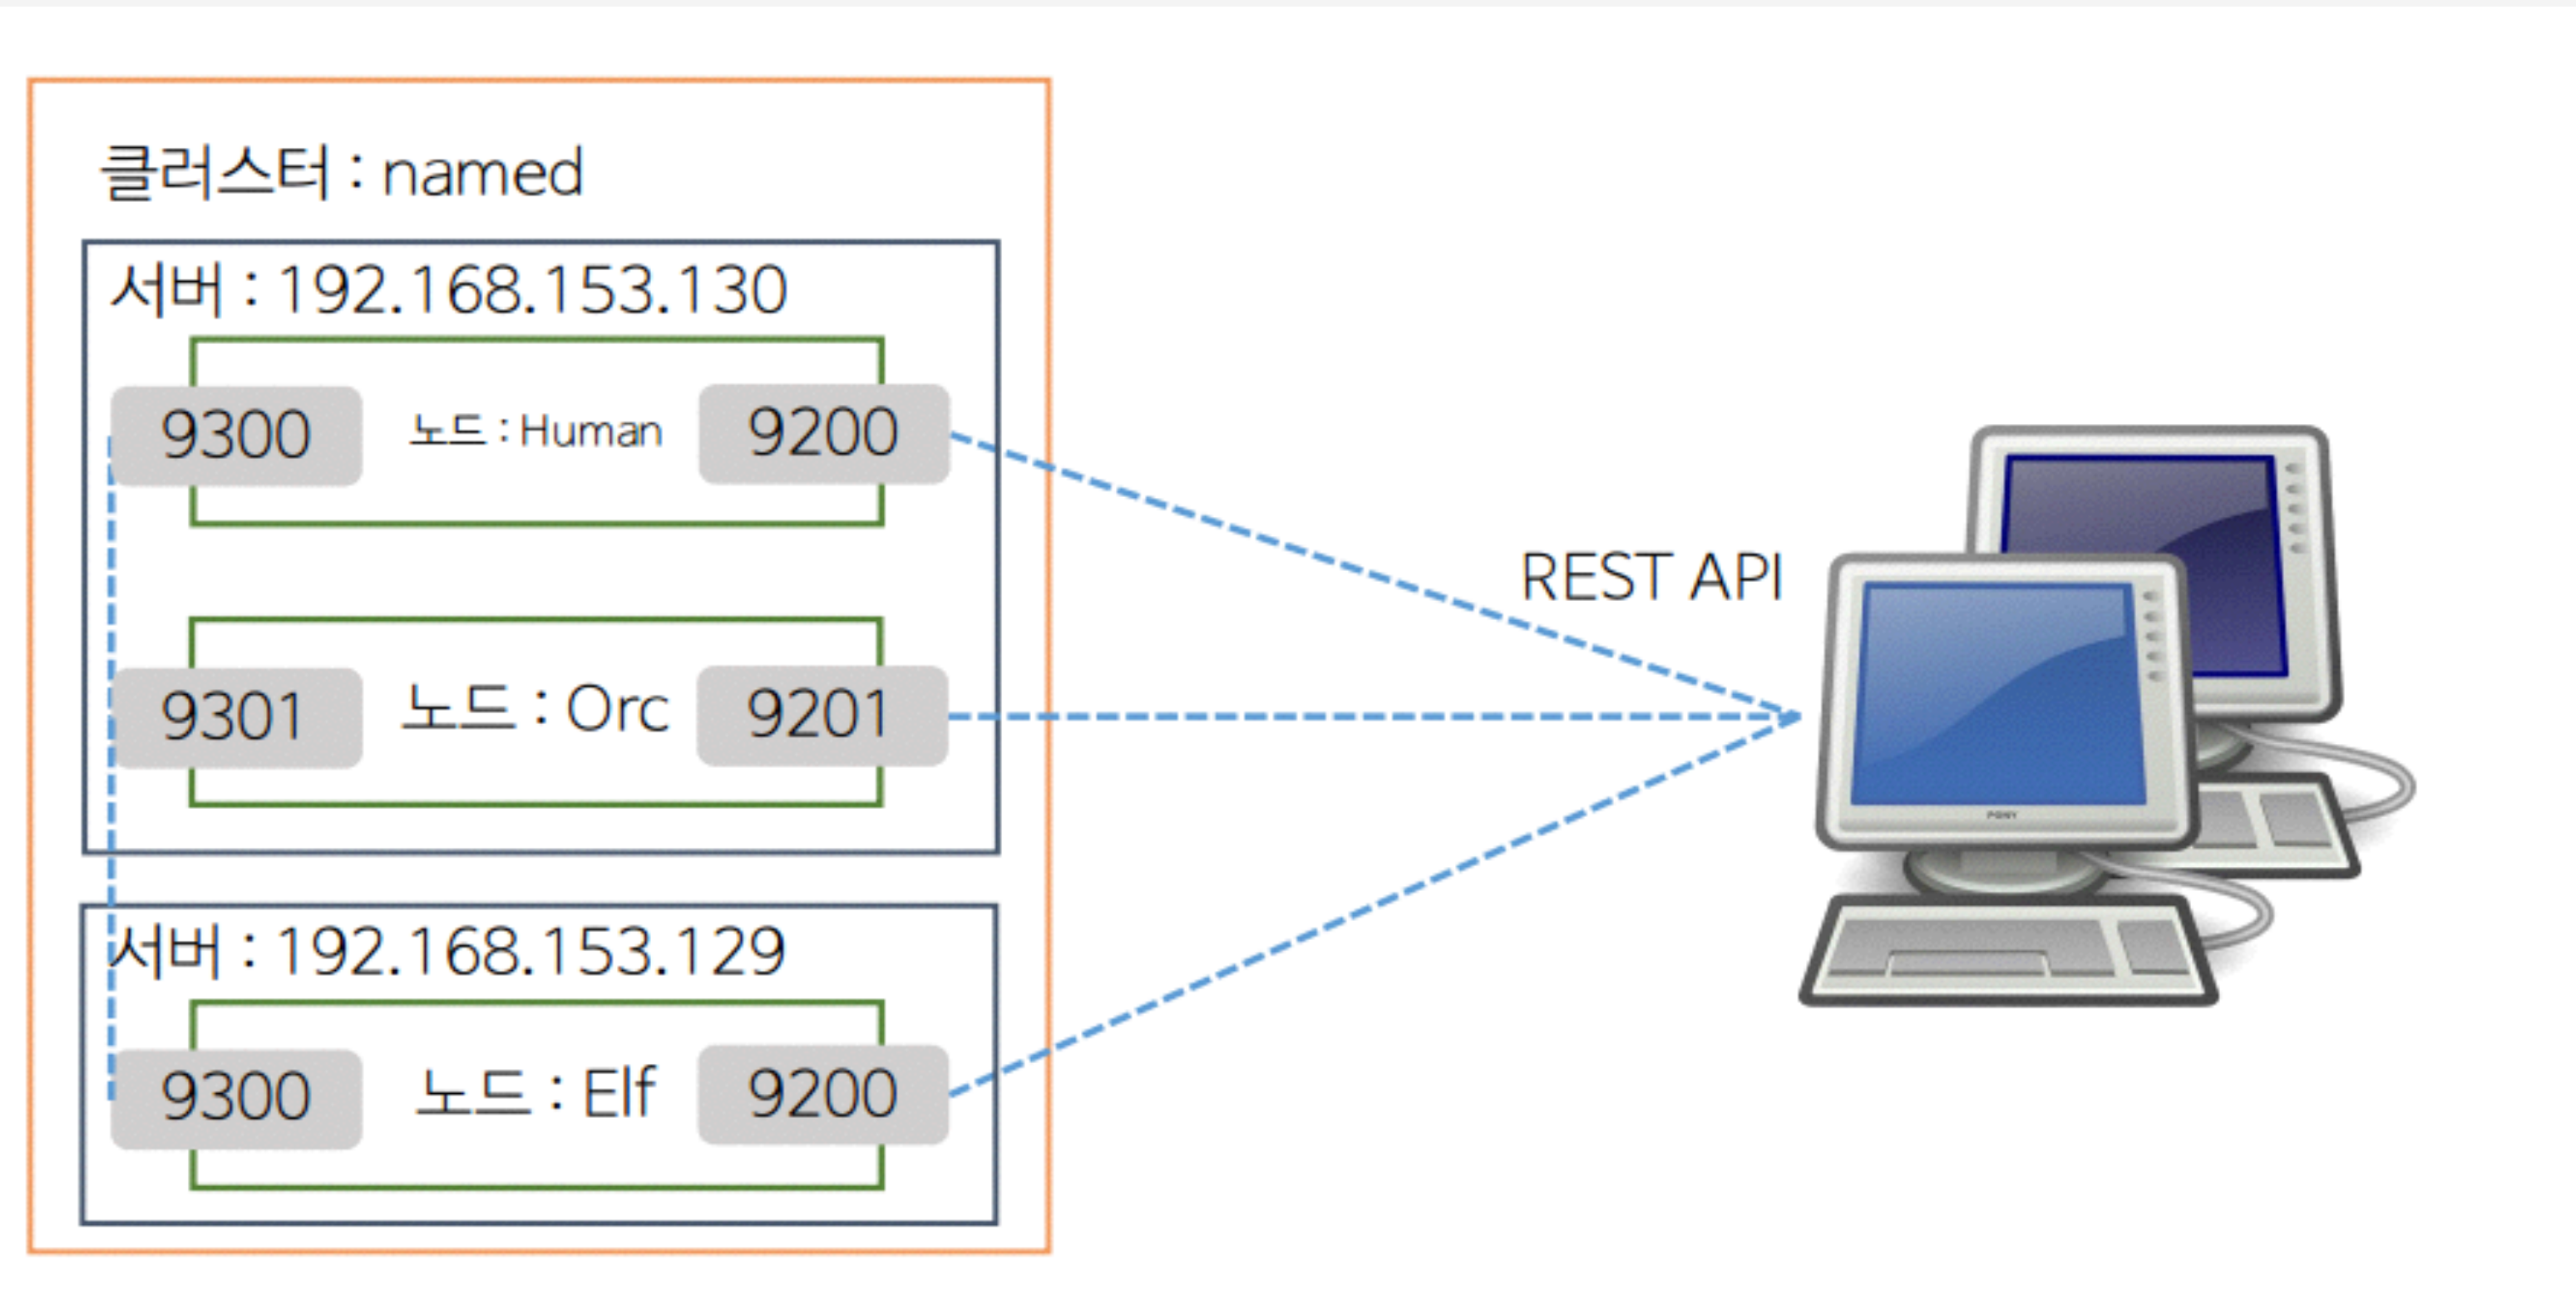 클러스터 : named
서버 : 192.168.153.130
9300 노드 : Human 9200
REST API
9301 노드 : Orc 9201
PONY
서버 : 192.168.153.129
9300 노드 : Elf 9200